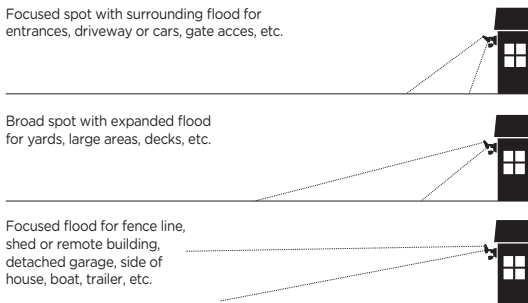 Focused spot with surrounding flood for
entrances, driveway or cars, gate acces, etc.
Broad spot with expanded flood
for yards, large areas, decks, etc.
Focused flood for fence line,
shed or remote building,
detached garage, side of
house, boat, trailer, etc.